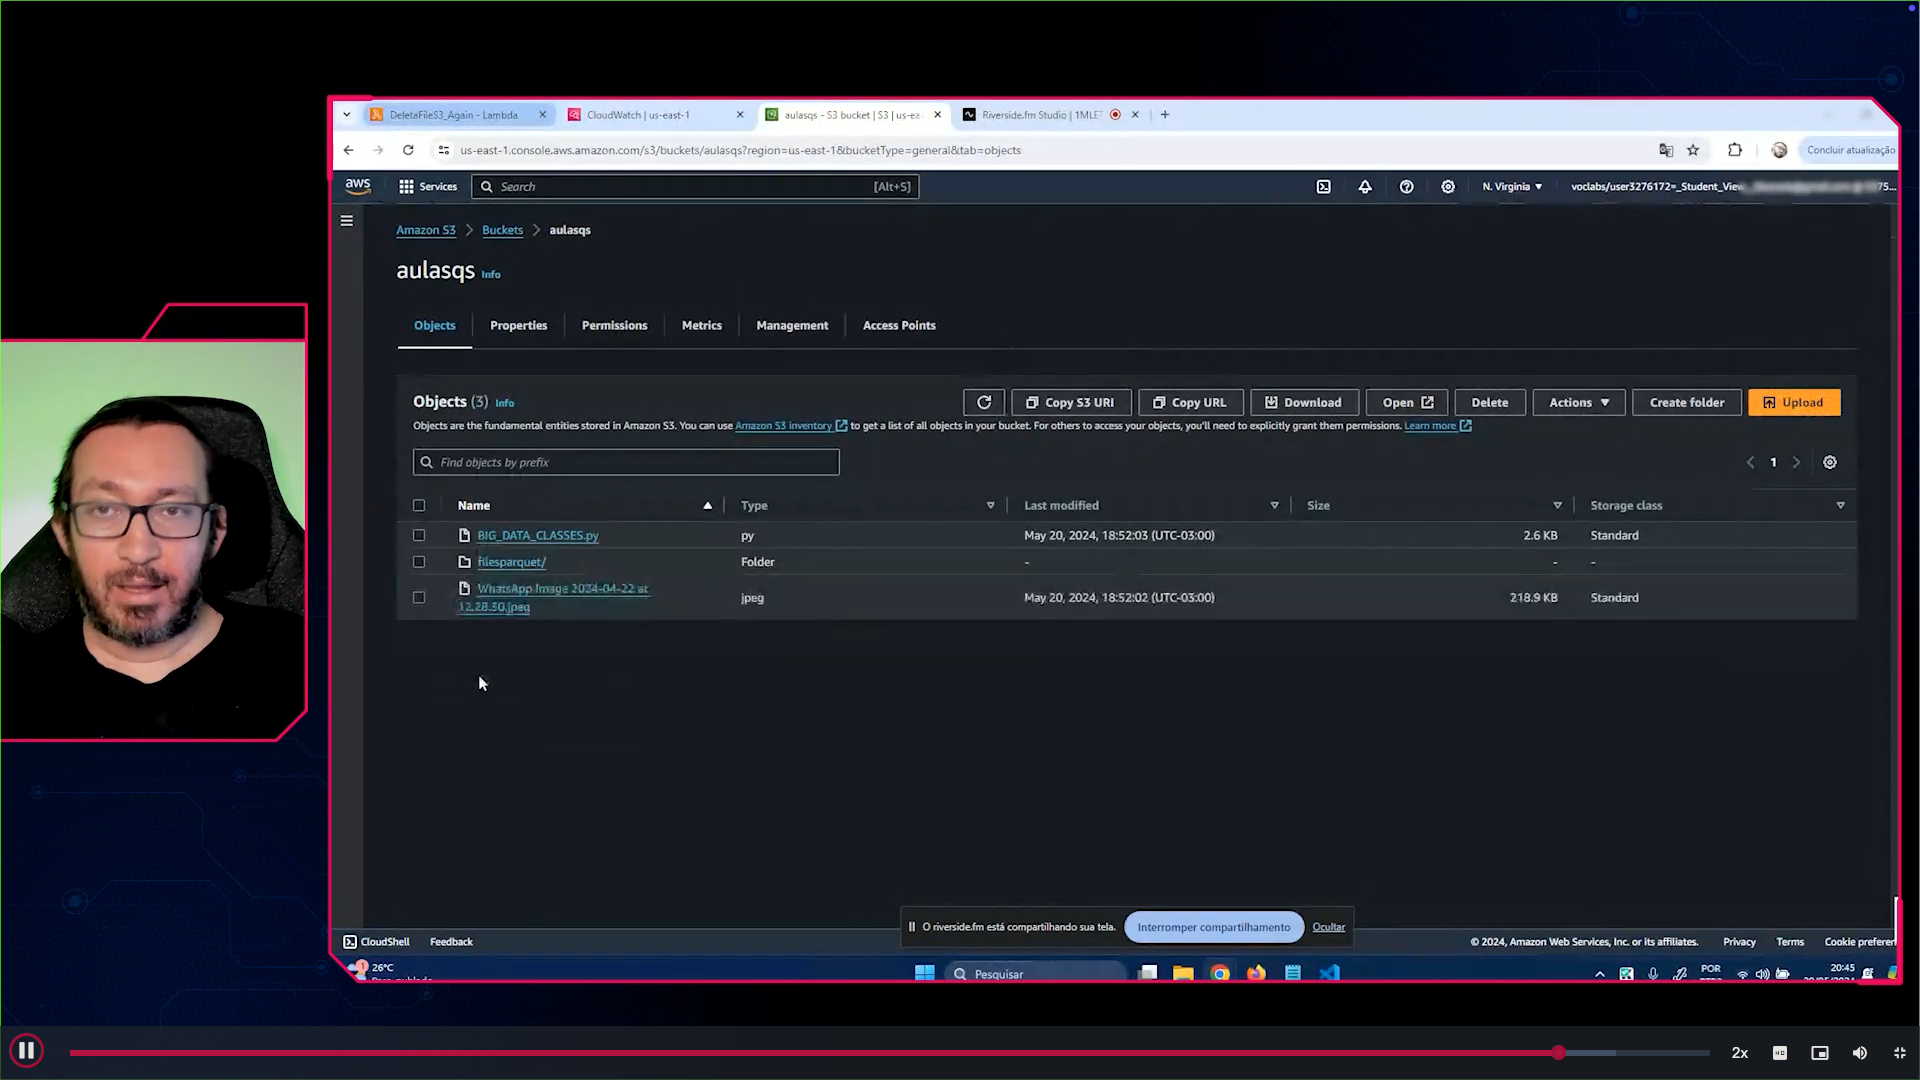 DeletaFileS3_Again - Lambda
CloudWatch | us-east-1
aulasqs - S3 bucket | S3 | us-ea
Riverside.fm Studio | 1MLET
us-east-1.console.aws.amazon.com/s3/buckets/aulasqs?region=us-east-1&bucketType=general&tab=objects
Concluir atualização
aws
Services
Search
[Alt+S]
N. Virginia
voclabs/user3276172=_Student_View
75...
Amazon S3
Buckets
aulasqs
aulasqs Info
Objects
Properties
Permissions
Metrics
Management
Access Points
Objects (3) Info
Copy S3 URI
Copy URL
Download
Open
Delete
Actions
Create folder
Upload
Objects are the fundamental entities stored in Amazon S3. You can use Amazon S3 inventory to get a list of all objects in your bucket. For others to access your objects, you'll need to explicitly grant them permissions. Learn more
Find objects by prefix
1
Name
Type
Last modified
Size
Storage class
BIG_DATA_CLASSES.py
py
May 20, 2024, 18:52:03 (UTC-03:00)
2.6 KB
Standard
filesparquet/
Folder
-
-
-
WhatsApp Image 2024-04-22 at
12.28.30.jpeg
jpeg
May 20, 2024, 18:52:02 (UTC-03:00)
218.9 KB
Standard
O riverside.fm está compartilhando sua tela.
Interromper compartilhamento
Ocultar
CloudShell
Feedback
© 2024, Amazon Web Services, Inc. or its affiliates.
Privacy
Terms
Cookie preferen
1
26°C
Pesquisar
POR
20:45
2x
HD